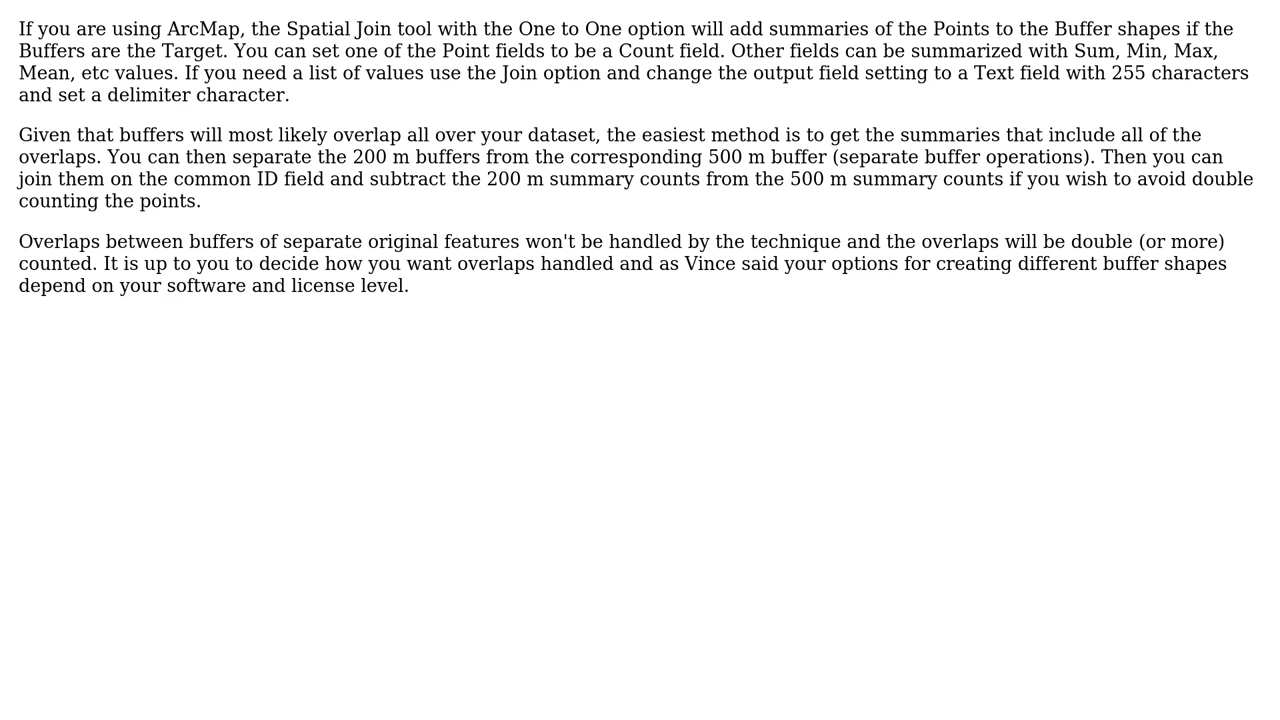 If you are using ArcMap, the Spatial Join tool with the One to One option will add summaries of the Points to the Buffer shapes if the
Buffers are the Target. You can set one of the Point fields to be a Count field. Other fields can be summarized with Sum, Min, Max,
Mean, etc values. If you need a list of values use the Join option and change the output field setting to a Text field with 255 characters
and set a delimiter character.
Given that buffers will most likely overlap all over your dataset, the easiest method is to get the summaries that include all of the
overlaps. You can then separate the 200 m buffers from the corresponding 500 m buffer (separate buffer operations). Then you can
join them on the common ID field and subtract the 200 m summary counts from the 500 m summary counts if you wish to avoid double
counting the points.
Overlaps between buffers of separate original features won't be handled by the technique and the overlaps will be double (or more)
counted. It is up to you to decide how you want overlaps handled and as Vince said your options for creating different buffer shapes
depend on your software and license level.